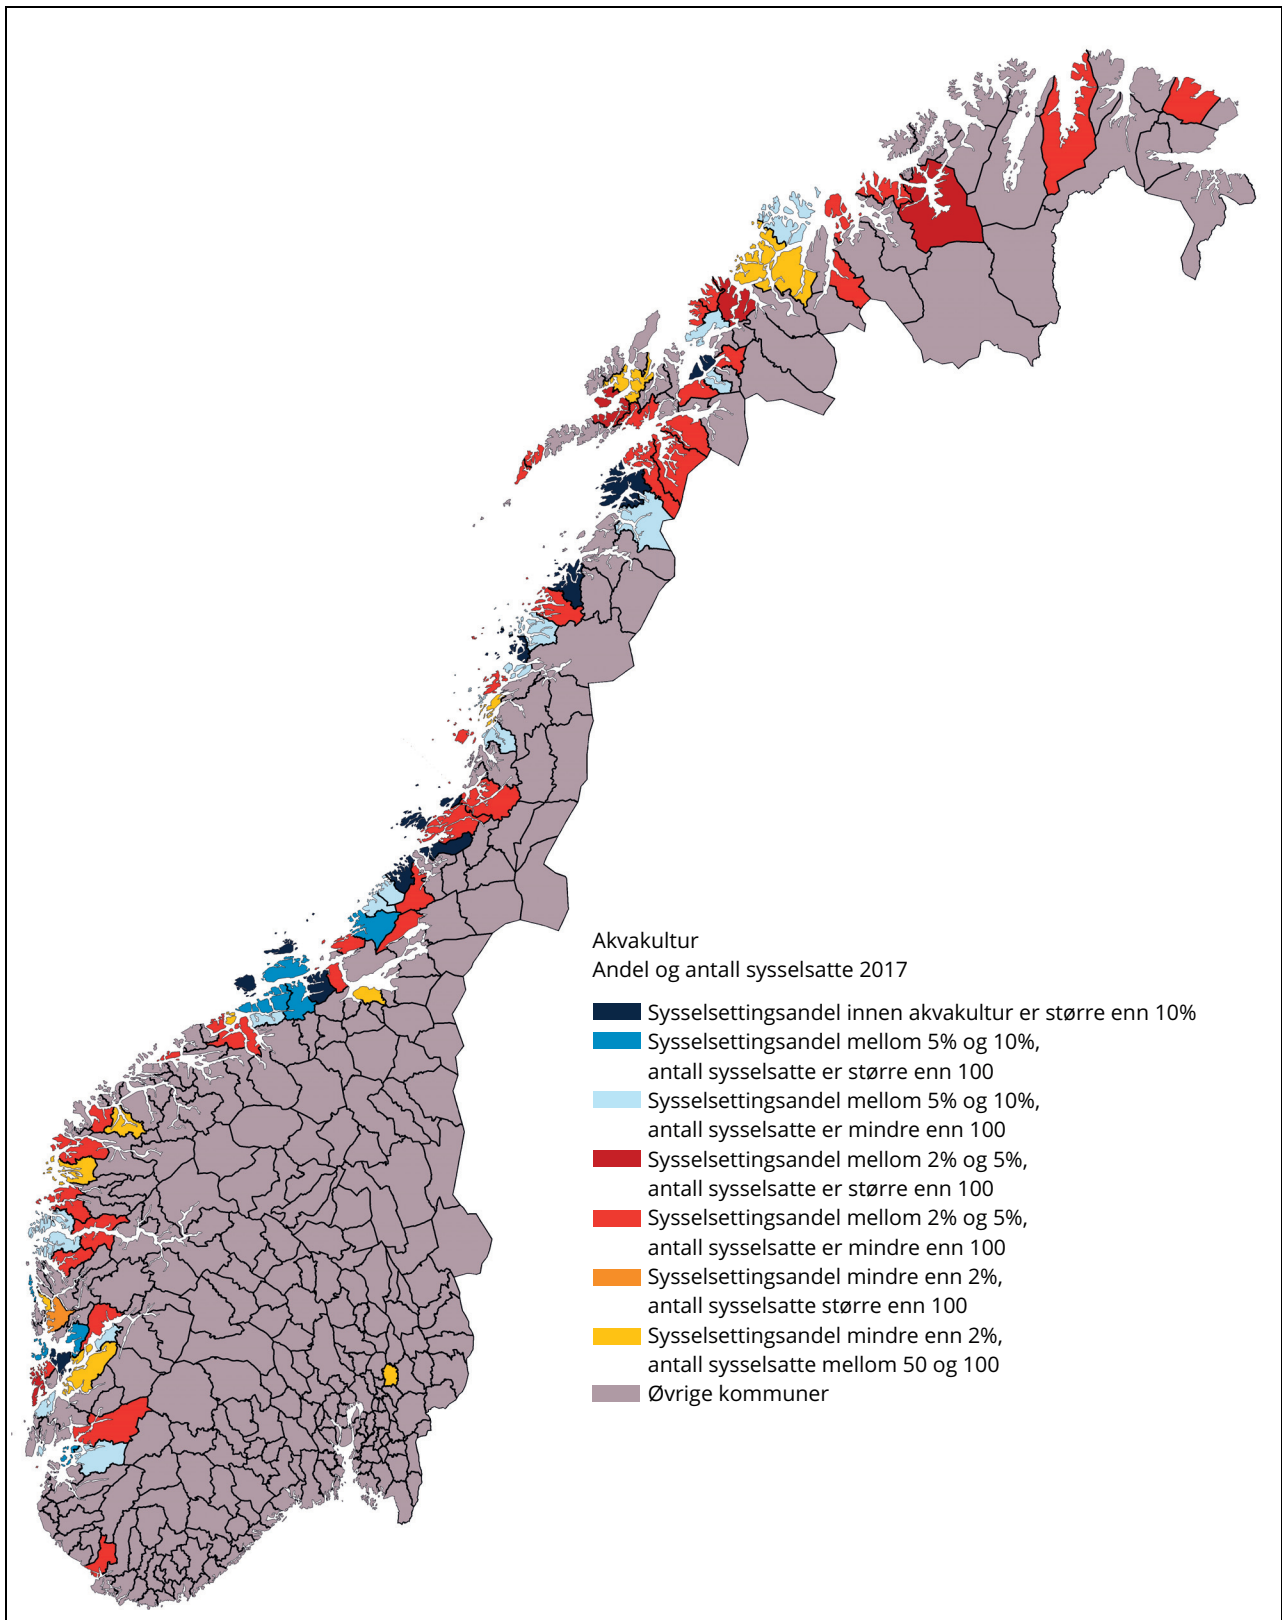 Akvakultur
Andel og antall sysselsatte 2017
Sysselsettingsandel innen akvakultur er større enn 10%
Sysselsettingsandel mellom 5% og 10%,
antall sysselsatte er større enn 100
Sysselsettingsandel mellom 5% og 10%,
antall sysselsatte er mindre enn 100
Sysselsettingsandel mellom 2% og 5%,
antall sysselsatte er større enn 100
Sysselsettingsandel mellom 2% og 5%,
antall sysselsatte er mindre enn 100
Sysselsettingsandel mindre enn 2%,
antall sysselsatte større enn 100
Sysselsettingsandel mindre enn 2%,
antall sysselsatte mellom 50 og 100
Øvrige kommuner